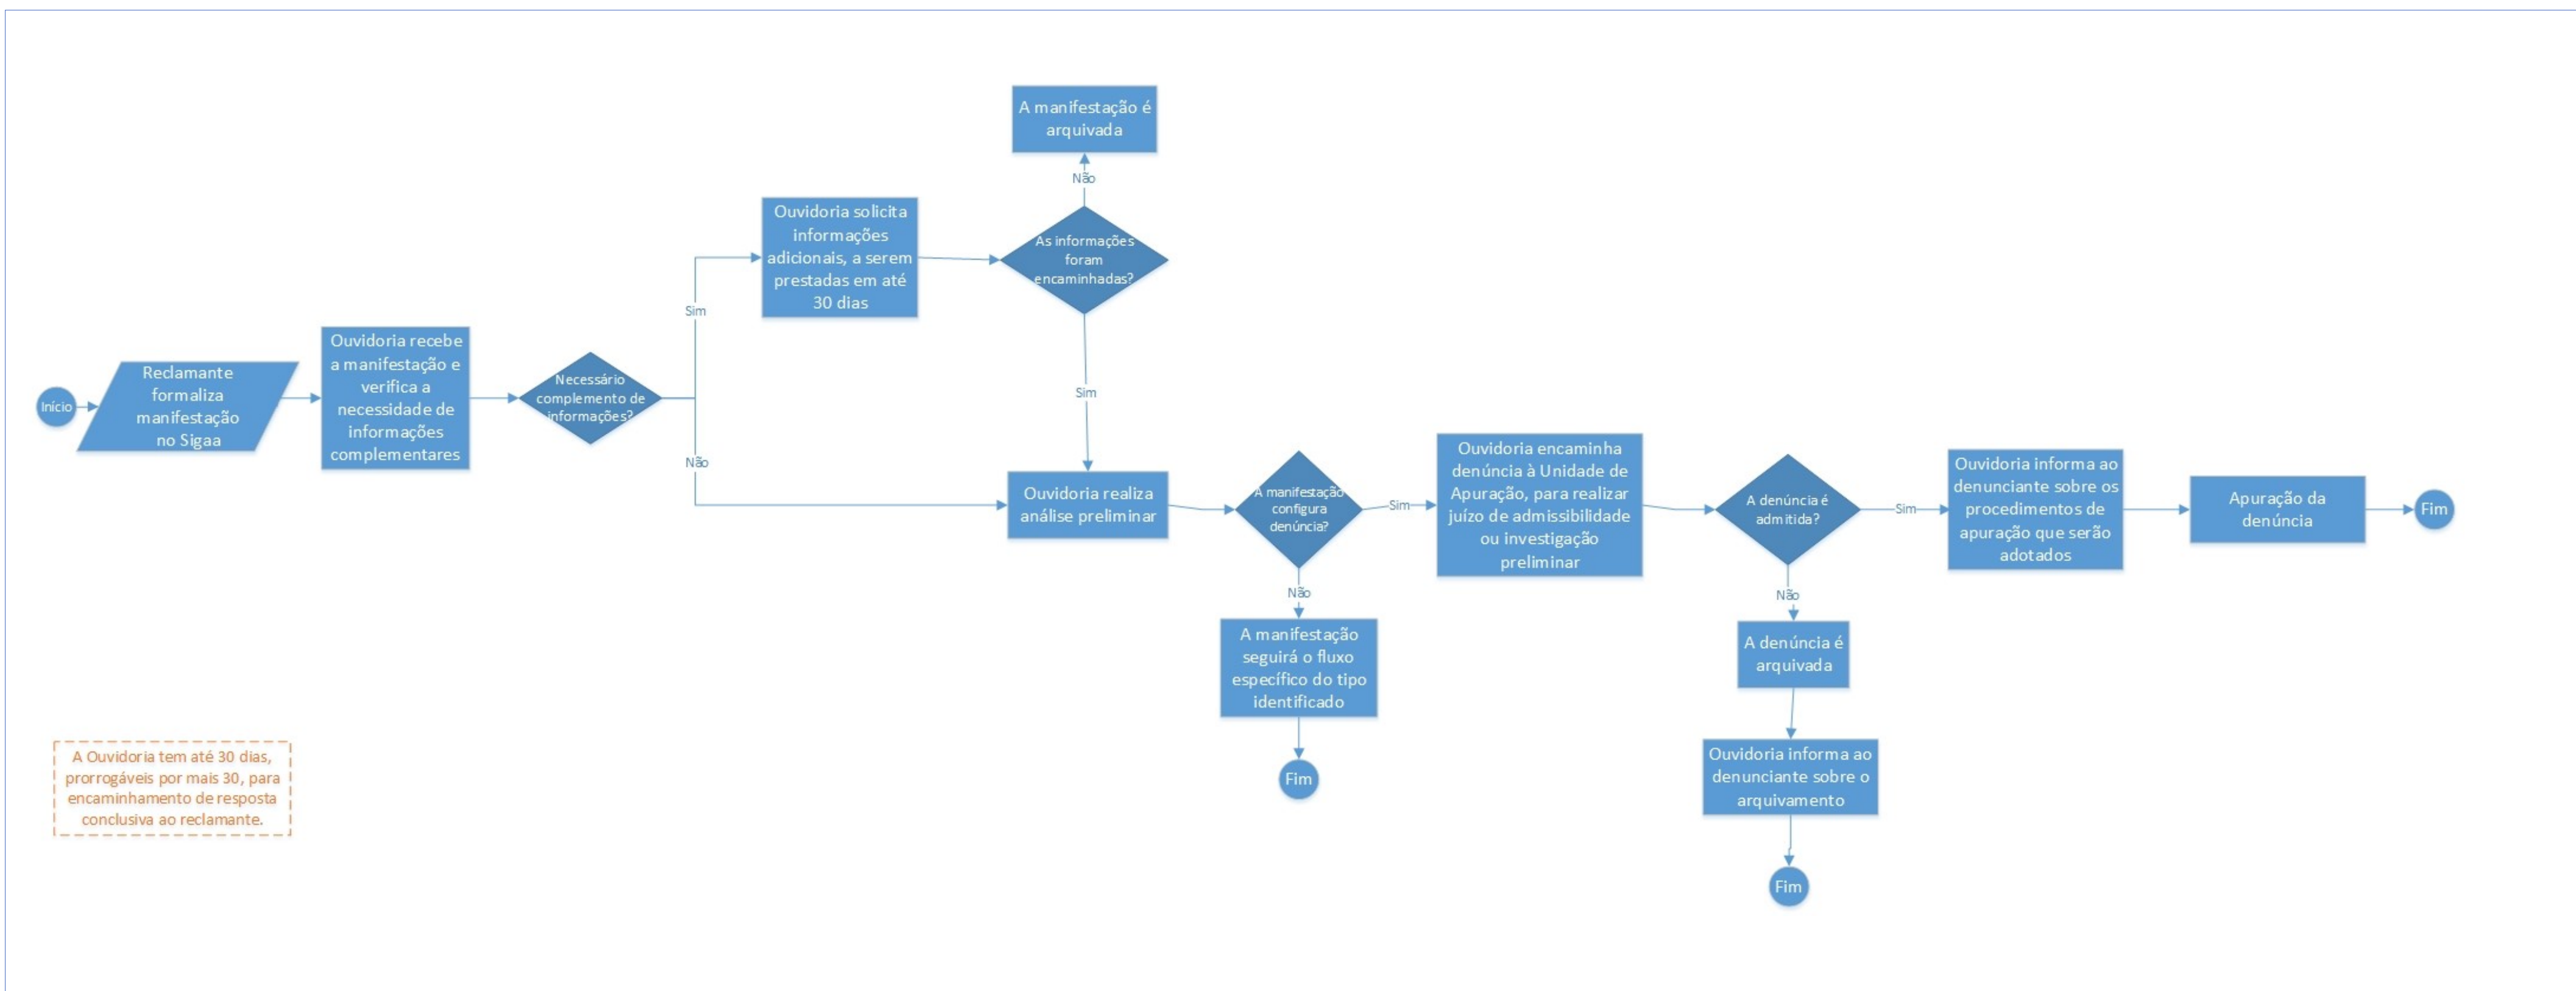 Início
Reclamante
formaliza
manifestação
no Sigaa
Ouvidoria recebe
a manifestação e
verifica a
necessidade de
informações
complementares
Necessário
complemento de
informações?
Sim
Não
Ouvidoria solicita
informações
adicionais, a serem
prestadas em até
30 dias
As informações
foram
encaminhadas?
Não
A manifestação é
arquivada
Sim
Ouvidoria realiza
análise preliminar
A manifestação
configura
denúncia?
Não
A manifestação
seguirá o fluxo
específico do tipo
identificado
Fim
Sim
Ouvidoria encaminha
denúncia à Unidade de
Apuração, para realizar
juízo de admissibilidade
ou investigação
preliminar
A denúncia é
admitida?
Não
A denúncia é
arquivada
Ouvidoria informa ao
denunciante sobre o
arquivamento
Fim
Sim
Ouvidoria informa ao
denunciante sobre os
procedimentos de
apuração que serão
adotados
Apuração da
denúncia
Fim
A Ouvidoria tem até 30 dias,
prorrogáveis por mais 30, para
encaminhamento de resposta
conclusiva ao reclamante.